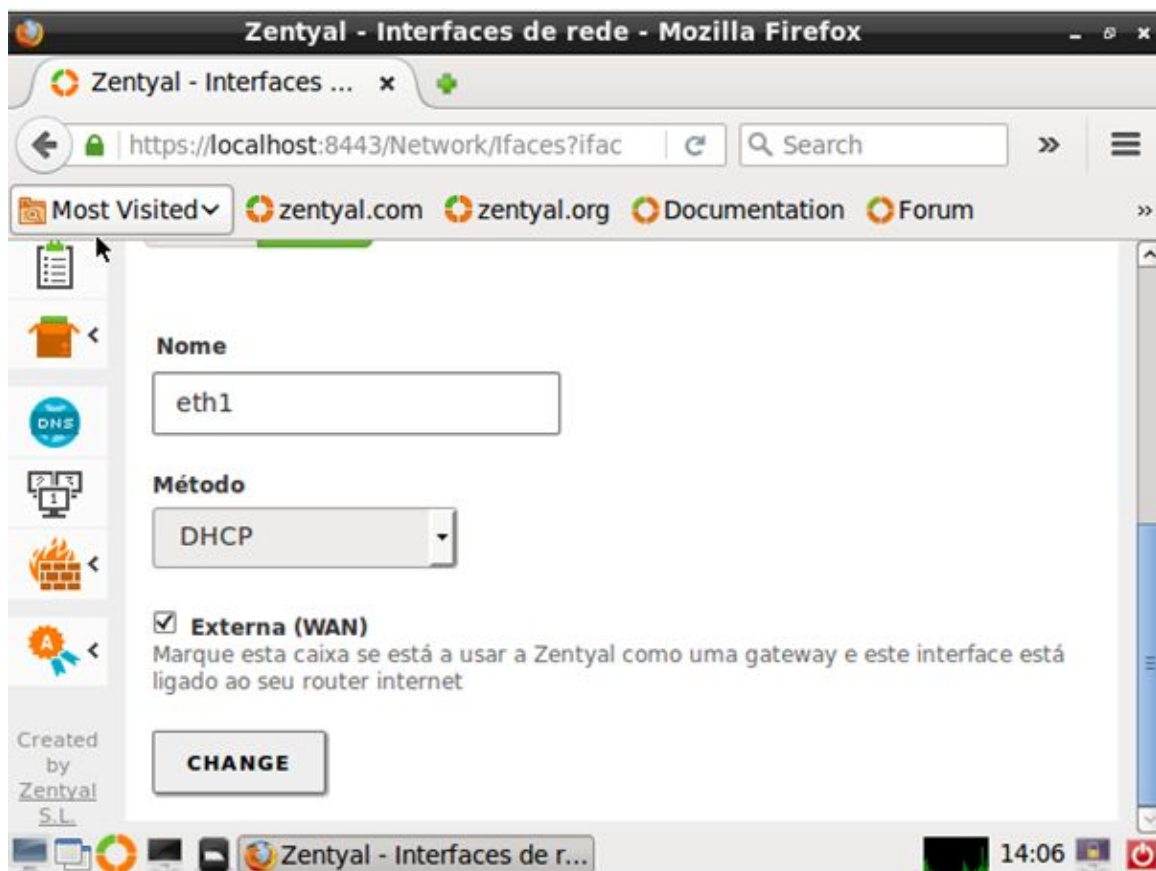 Zentyal - Interfaces de rede - Mozilla Firefox
Zentyal - Interfaces ...
https://localhost:8443/Network/Ifaces?ifac
Search
Most Visited
zentyal.com
zentyal.org
Documentation
Forum
Nome
eth1
DNS
Método
DHCP
Externa (WAN)
Marque esta caixa se está a usar a Zentyal como uma gateway e este interface está
ligado ao seu router internet
CHANGE
Created
by
Zentyal
S.L.
Zentyal - Interfaces de r...
14:06